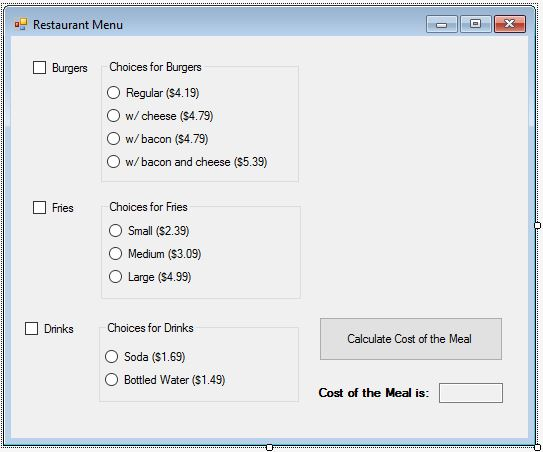 Restaurant Menu
Burgers
Choices for Burgers
Regular ($4.19)
w/ cheese ($4.79)
w/ bacon ($4.79)
w/ bacon and cheese ($5.39)
Fries
Choices for Fries
Small ($2.39)
Medium ($3.09)
Large ($4.99)
Drinks
Choices for Drinks
Soda ($1.69)
Bottled Water ($1.49)
Calculate Cost of the Meal
Cost of the Meal is: